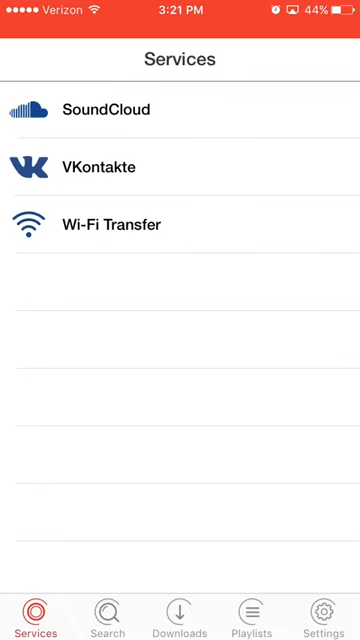 Verizon 3:21 PM 44%
Services
SoundCloud
VKontakte
Wi-Fi Transfer
Services Search Downloads Playlists Settings